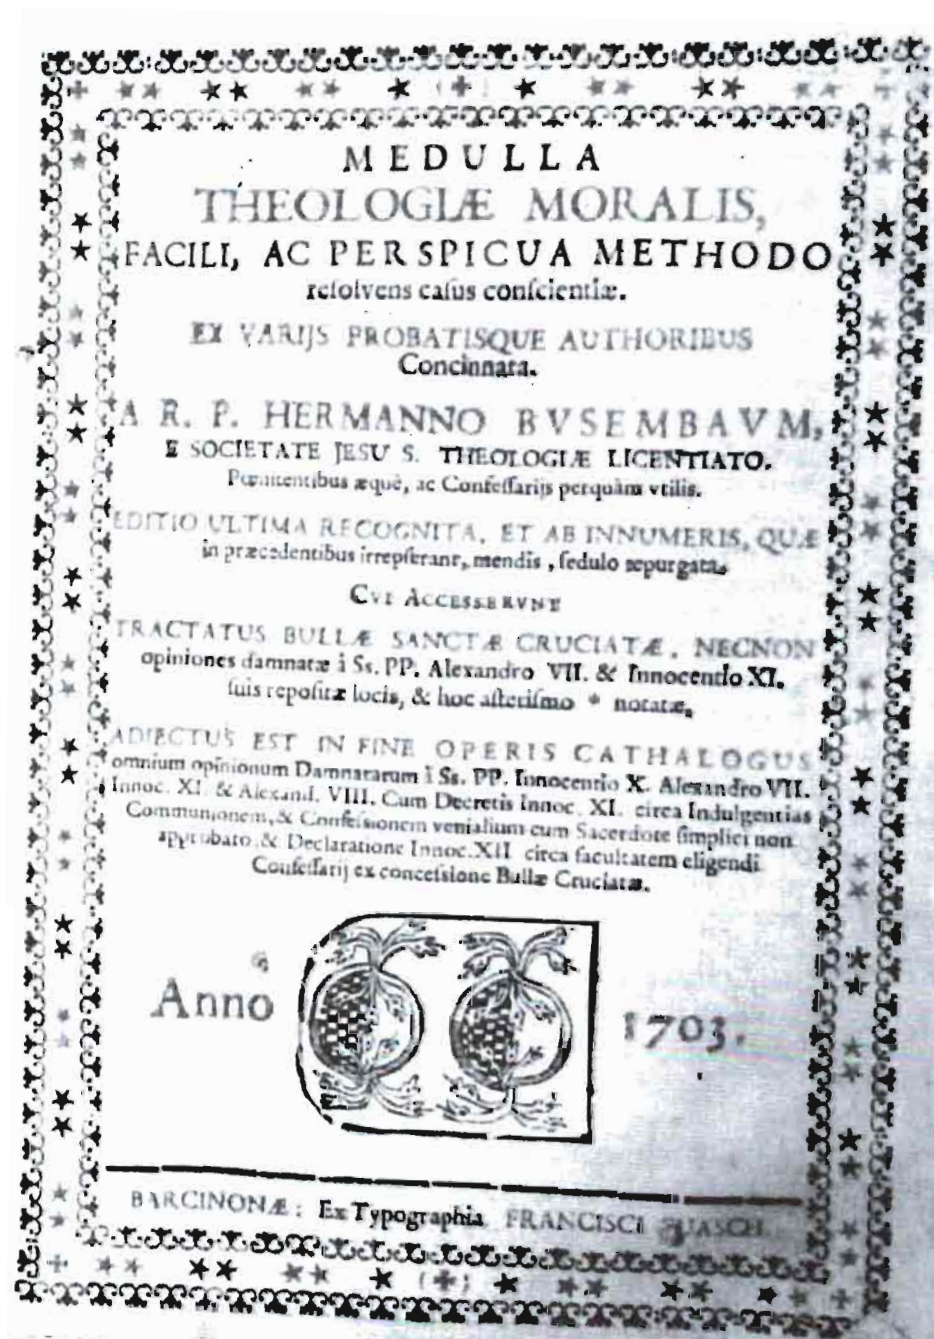 MEDULLA
THEOLOGIÆ MORALIS,
FACILI, AC PERSPICUA METHODO
resolvens casus conscientiæ.
EX VARIJS PROBATISQUE AUTHORIBUS
Concinnata.
A R. P. HERMANNO BVSEMBAVM,
E SOCIETATE JESU S. THEOLOGIÆ LICENTIATO.
Pœnitentibus æquè, ac Confessarijs perquàm vtilis.
EDITIO ULTIMA RECOGNITA, ET AB INNUMERIS, QUÆ
in præcedentibus irrepserant, mendis, sedulo repurgata.
CVI ACCESSERVNT
TRACTATUS BULLÆ SANCTÆ CRUCIATÆ, NECNON
opiniones damnatæ à Ss. PP. Alexandro VII. & Innocentio XI.
suis repositæ locis, & hoc asterismo * notatæ.
ADIECTUS EST IN FINE OPERIS CATHALOGUS
omnium opinionum Damnatarum à Ss. PP. Innocentio X. Alexandro VII.
Innoc. XI. & Alexand. VIII. Cum Decretis Innoc. XI. circa Indulgentias
Communionem, & Confessionem venialium cum Sacerdote simplici non
approbato, & Declaratione Innoc. XII circa facultatem eligendi
Confessarij ex concessione Bullæ Cruciatæ.
Anno 1703.
BARCINONÆ: Ex Typographia FRANCISCI GUASCH.